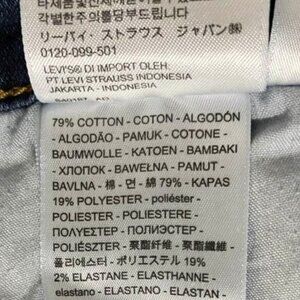 각별한 주의를 당부드립니다.
リーバイ・ストラウス ジャパン㈱
0120-099-501
LEVI'S® DI IMPORT OLEH:
PT LEVI STRAUSS INDONESIA
JAKARTA - INDONESIA
79% COTTON - COTON - ALGODÓN
ALGODÃO - PAMUK - COTONE -
BAUMWOLLE - KATOEN - BAMBAKI
- ХЛОПОК - BAWEŁNA - PAMUT -
BAVLNA - 棉 - 면 - 綿 79% - KAPAS
19% POLYESTER - poliéster -
POLIESTERE - POLIESTER -
ΠΟΛΥΕΣΤΕΡ - ПОЛИЭСТЕР -
POLIÉSZTER - 聚酯纤维 - 聚酯纖維
폴리에스터 - ポリエステル 19%
2% ELASTANE - ELASTHANNE -
elastano - ELASTAN - ELASTANE